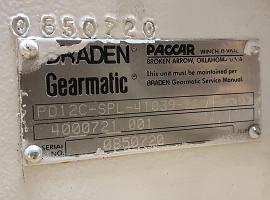 0850720
BRADEN
Gearmatic
PACCAR WINCH DIVISION
BROKEN ARROW, OKLAHOMA U.S.A.
This unit must be maintained per
BRADEN Gearmatic Service Manual.
PD12C-SPL-41039-
4000721 001
SERIAL NO. 0850720